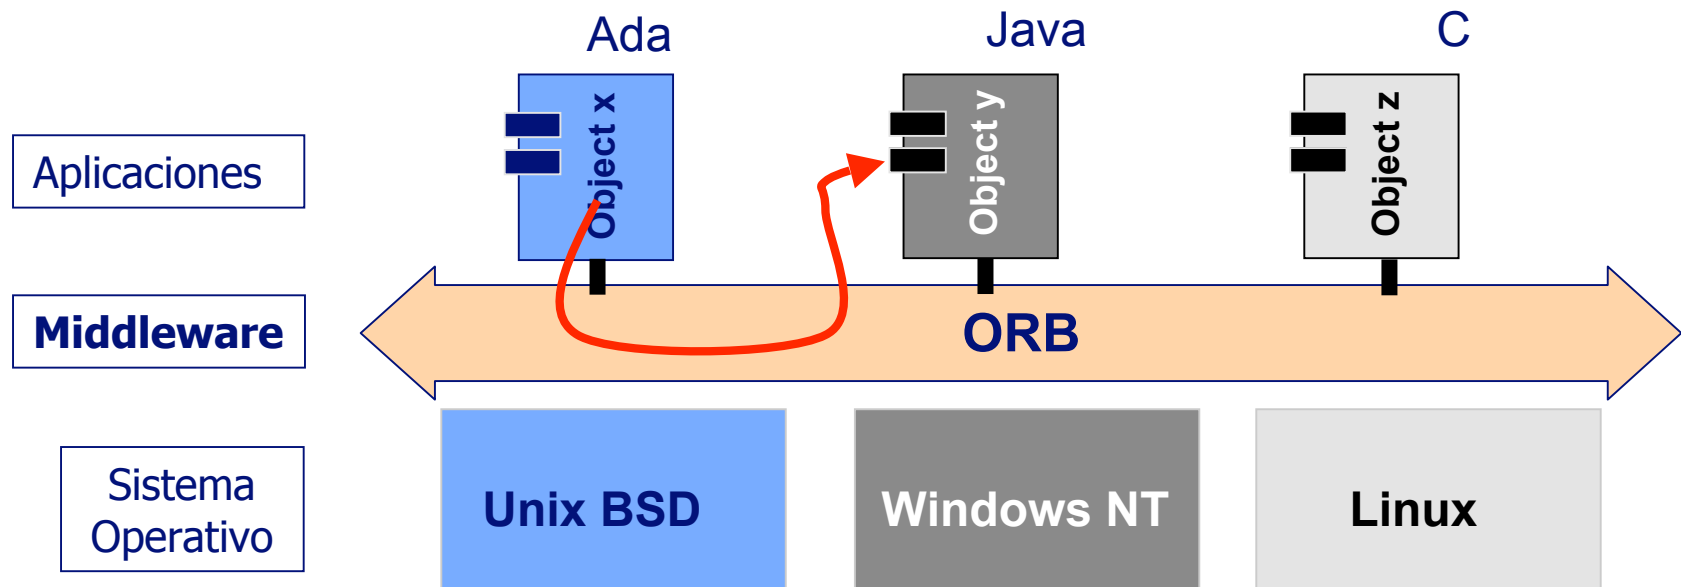 Ada
Java
C
Aplicaciones
Object x
Object y
Object z
Middleware
ORB
Sistema
Operativo
Unix BSD
Windows NT
Linux